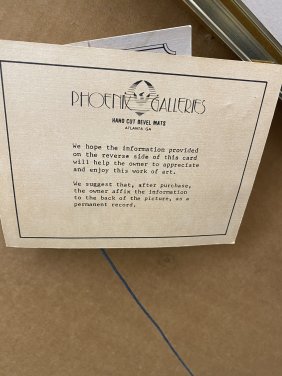 PHOENIX GALLERIES
HAND CUT BEVEL MATS
ATLANTA GA
We hope the information provided
on the reverse side of this card
will help the owner to appreciate
and enjoy this work of art.
We suggest that, after purchase,
the owner affix the information
to the back of the picture, as a
permanent record.